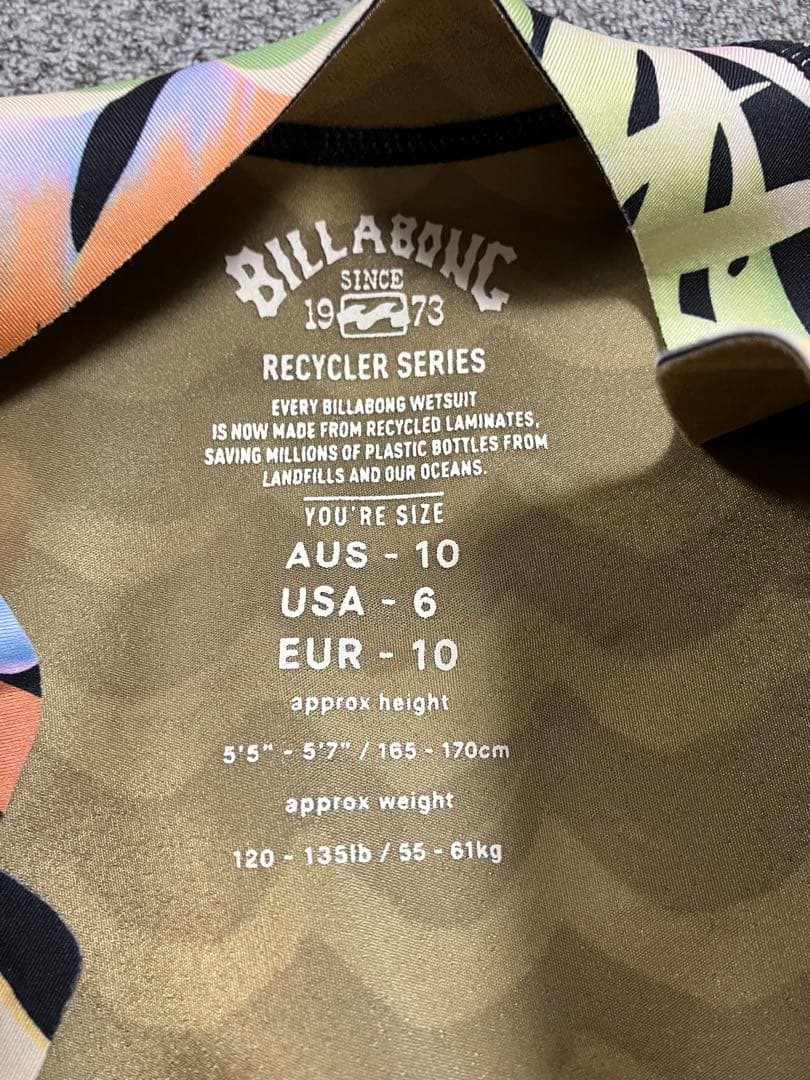 BILLABONG
SINCE
19 73
RECYCLER SERIES
EVERY BILLABONG WETSUIT
IS NOW MADE FROM RECYCLED LAMINATES,
SAVING MILLIONS OF PLASTIC BOTTLES FROM
LANDFILLS AND OUR OCEANS.
YOU'RE SIZE
AUS - 10
USA - 6
EUR - 10
approx height
5'5" - 5'7" / 165 - 170cm
approx weight
120 - 135lb / 55 - 61kg